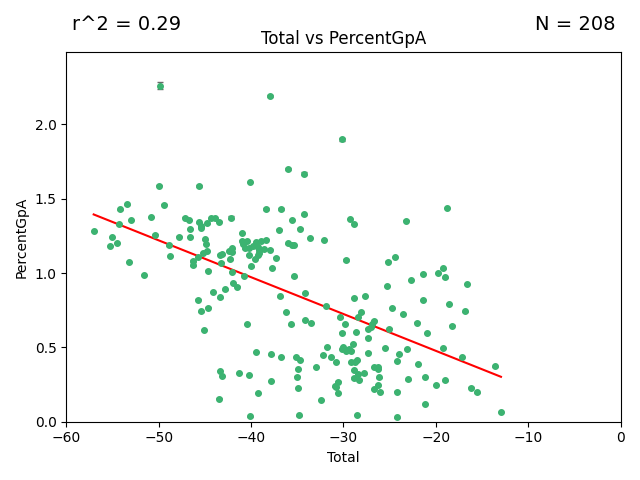 r^2 = 0.29
N = 208
Total vs PercentGpA
PercentGpA
2.0
1.5
1.0
0.5
0.0
−60
−50
−40
−30
−20
−10
0
Total